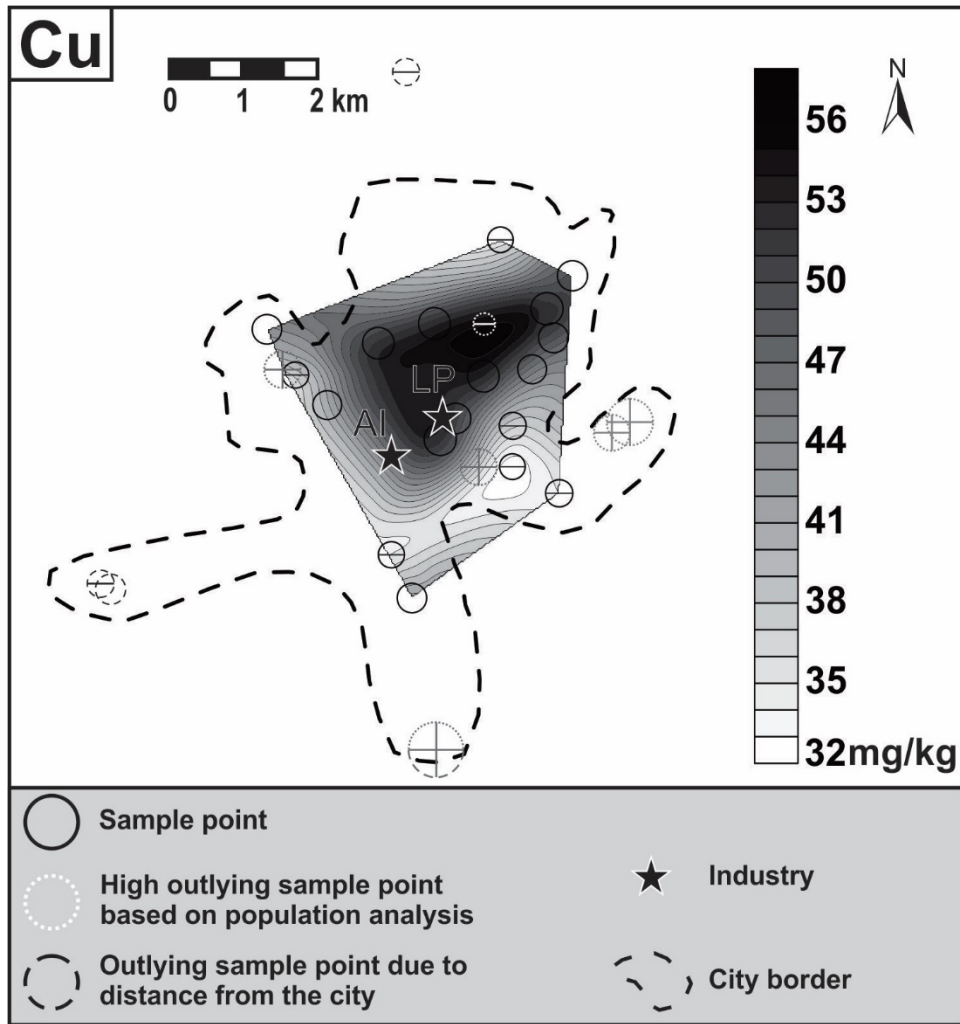 Cu
0 1 2 km
N
56
53
50
47
44
41
38
35
32mg/kg
LP
AI
Sample point
High outlying sample point
based on population analysis
Outlying sample point due to
distance from the city
Industry
City border